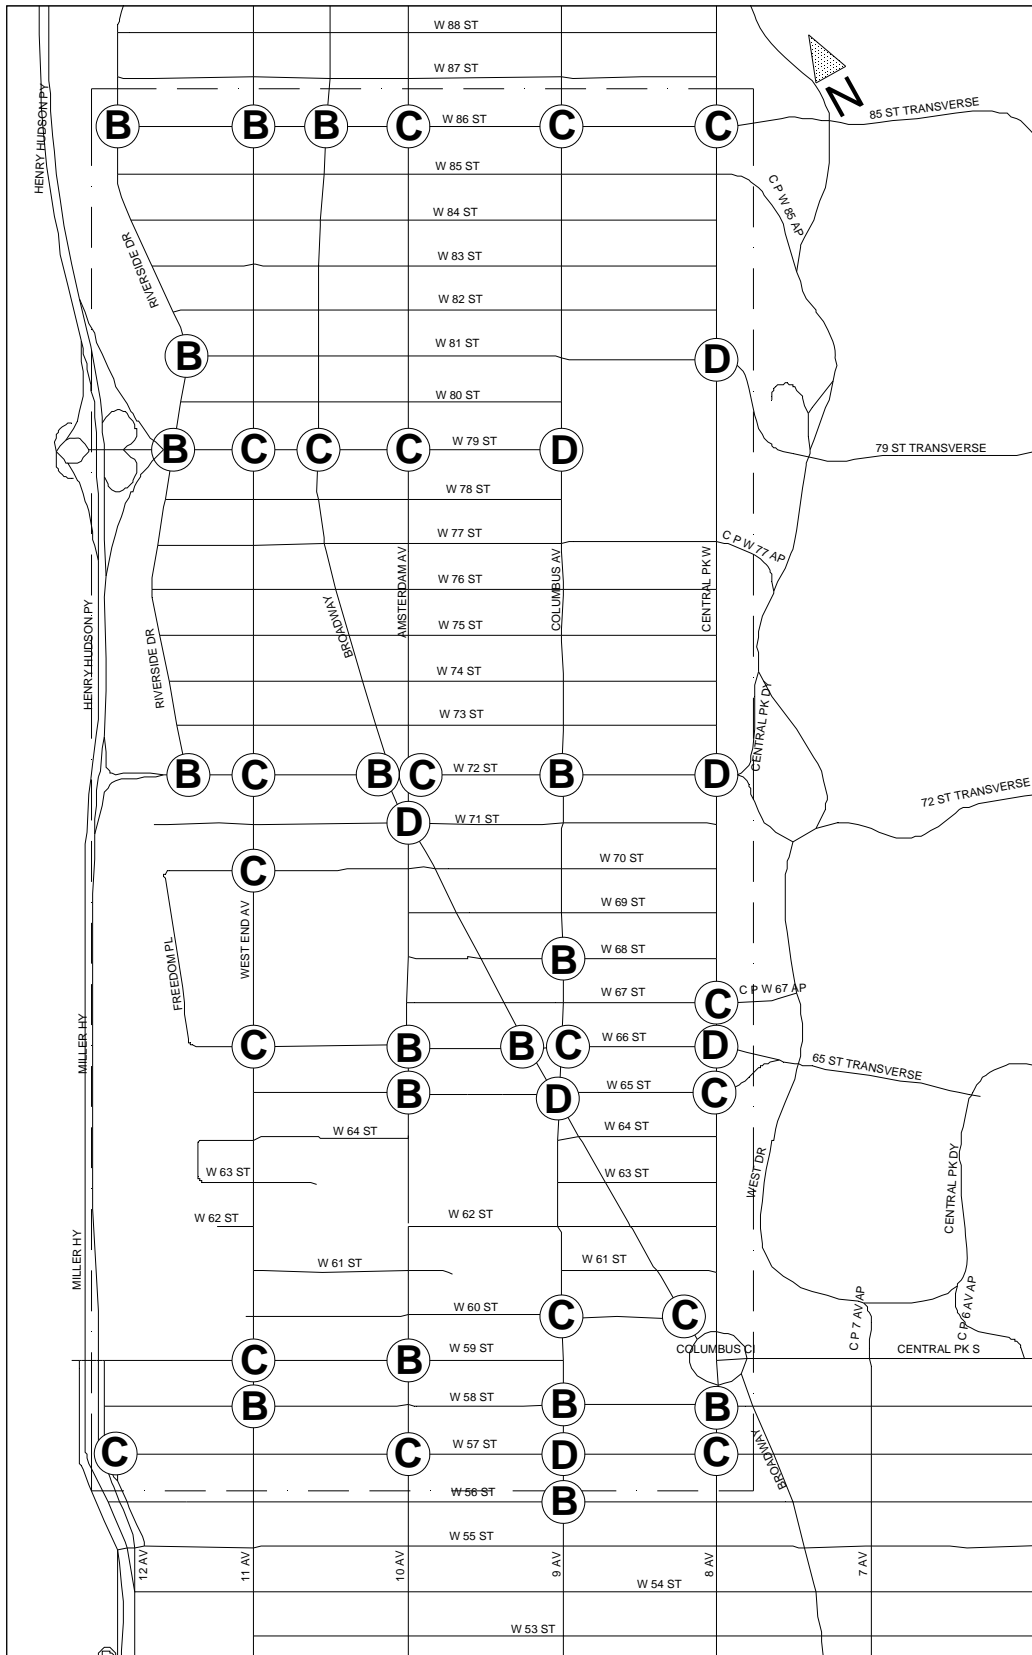 W 88 ST
W 87 ST
N
HENRY HUDSON PY
B B B C C C
W 86 ST
85 ST TRANSVERSE
W 85 ST
C P W 85 AP
W 84 ST
RIVERSIDE DR
W 83 ST
W 82 ST
B D
W 81 ST
W 80 ST
B C C C D
W 79 ST
79 ST TRANSVERSE
W 78 ST
W 77 ST
C P W 77 AP
AMSTERDAM AV
COLUMBUS AV
CENTRAL PK W
W 76 ST
BROADWAY
W 75 ST
HENRY HUDSON PY
RIVERSIDE DR
W 74 ST
CENTRAL PK DY
W 73 ST
B C B C B D
W 72 ST
72 ST TRANSVERSE
D
W 71 ST
C
W 70 ST
W 69 ST
WEST END AV
FREEDOM PL
B
W 68 ST
C
W 67 ST
C P W 67 AP
MILLER HY
C B B C D
W 66 ST
65 ST TRANSVERSE
B D C
W 65 ST
W 64 ST
W 64 ST
W 63 ST
W 63 ST
WEST DR
CENTRAL PK DY
W 62 ST
W 62 ST
MILLER HY
W 61 ST
W 61 ST
C C
W 60 ST
C P 7 AV AP
C P 6 AV AP
C B
W 59 ST
COLUMBUS CI
CENTRAL PK S
B B B
W 58 ST
C C D C
W 57 ST
BROADWAY
B
W 56 ST
W 55 ST
12 AV
11 AV
10 AV
9 AV
8 AV
7 AV
W 54 ST
W 53 ST